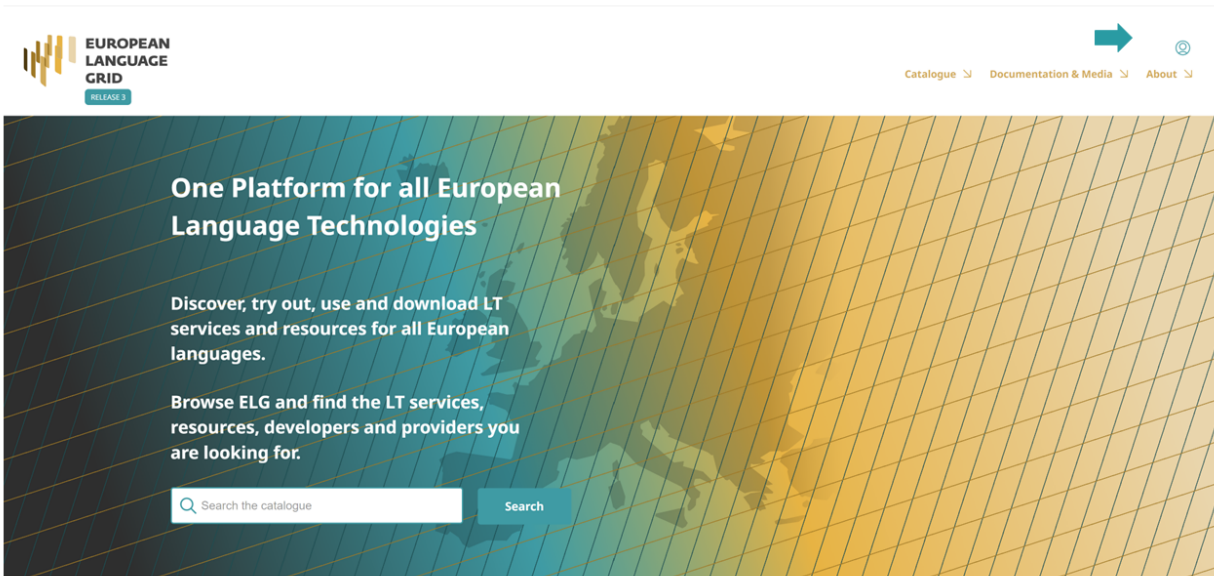 EUROPEAN
LANGUAGE
GRID
RELEASE 3
Catalogue
Documentation & Media
About
One Platform for all European
Language Technologies
Discover, try out, use and download LT
services and resources for all European
languages.
Browse ELG and find the LT services,
resources, developers and providers you
are looking for.
Search the catalogue
Search